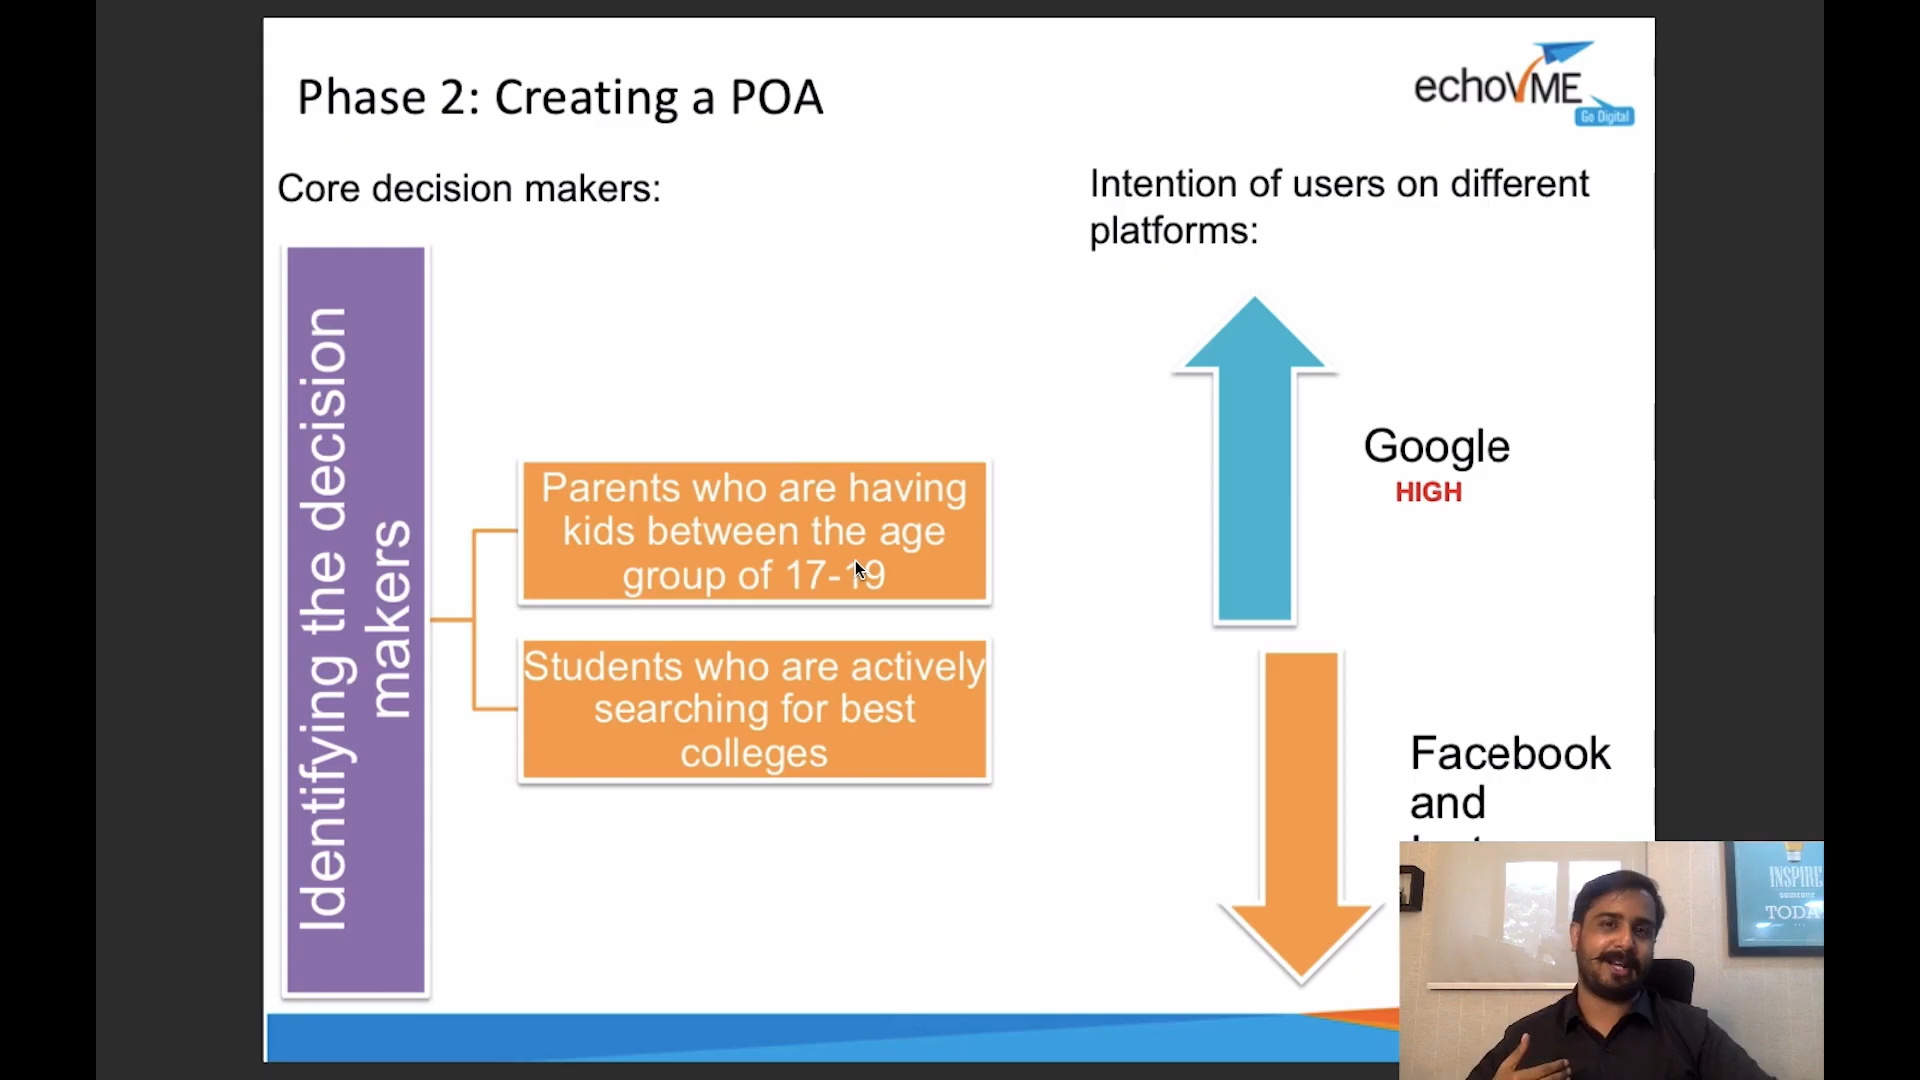 Phase 2: Creating a POA
echoVME
Go Digital
Core decision makers:
Identifying the decision
makers
Parents who are having
kids between the age
group of 17-19
Students who are actively
searching for best
colleges
Intention of users on different
platforms:
Google
HIGH
Facebook
and
INSPIRE
someone
TODA